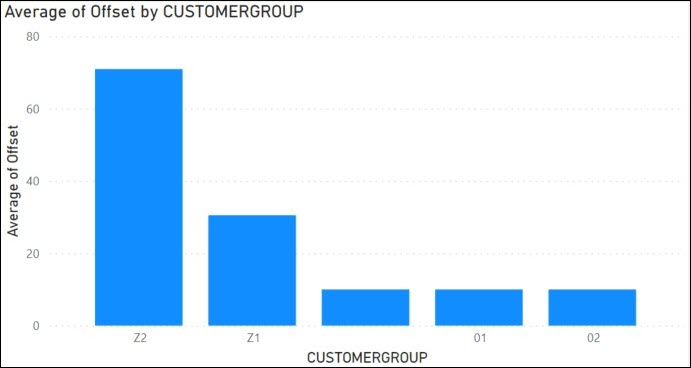 Average of Offset by CUSTOMERGROUP
80
60
40
20
0
Average of Offset
Z2 Z1 01 02
CUSTOMERGROUP